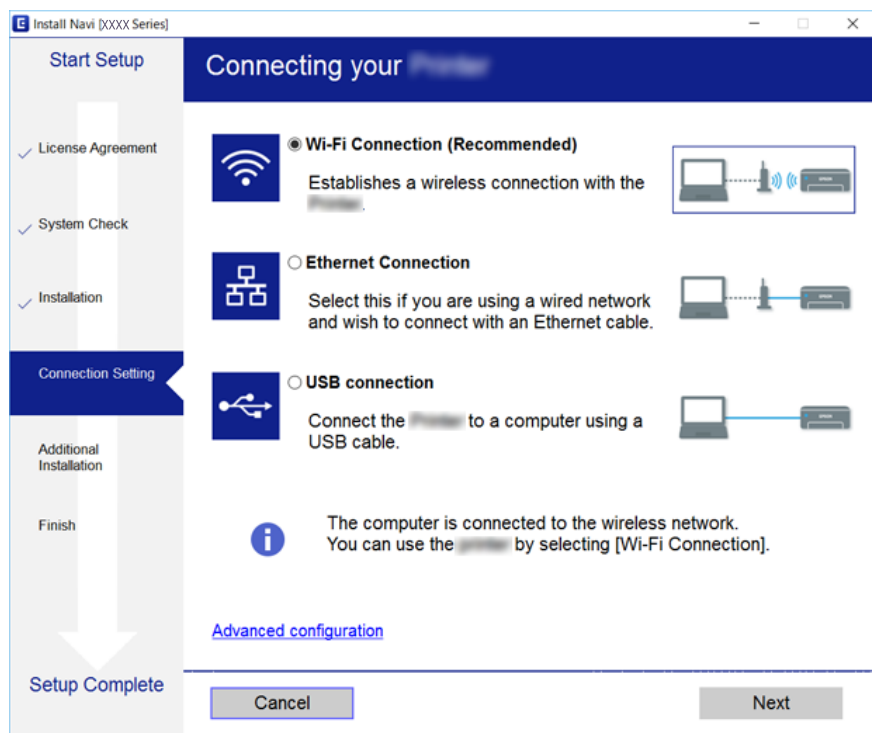 Install Navi [XXXX Series]
Start Setup
License Agreement
System Check
Installation
Connection Setting
Additional
Installation
Finish
Setup Complete
Connecting your
Wi-Fi Connection (Recommended)
Establishes a wireless connection with the
.
Ethernet Connection
Select this if you are using a wired network
and wish to connect with an Ethernet cable.
USB connection
Connect the to a computer using a
USB cable.
The computer is connected to the wireless network.
You can use the by selecting [Wi-Fi Connection].
Advanced configuration
Cancel
Next